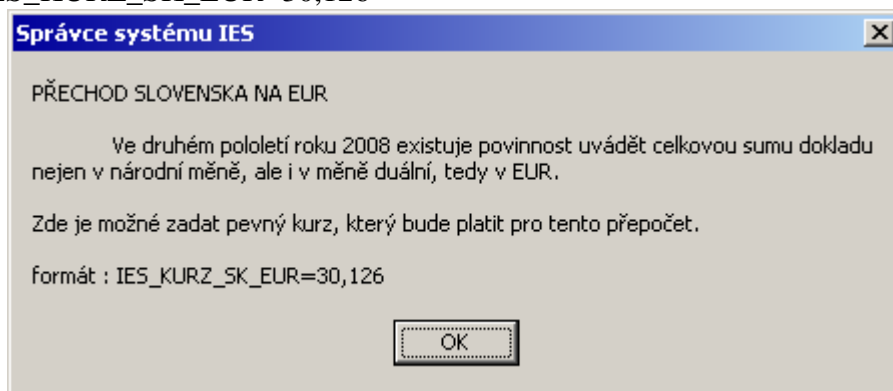 Správce systému IES
PŘECHOD SLOVENSKA NA EUR
Ve druhém pololetí roku 2008 existuje povinnost uvádět celkovou sumu dokladu
nejen v národní měně, ale i v měně duální, tedy v EUR.
Zde je možné zadat pevný kurz, který bude platit pro tento přepočet.
formát : IES_KURZ_SK_EUR=30,126
OK